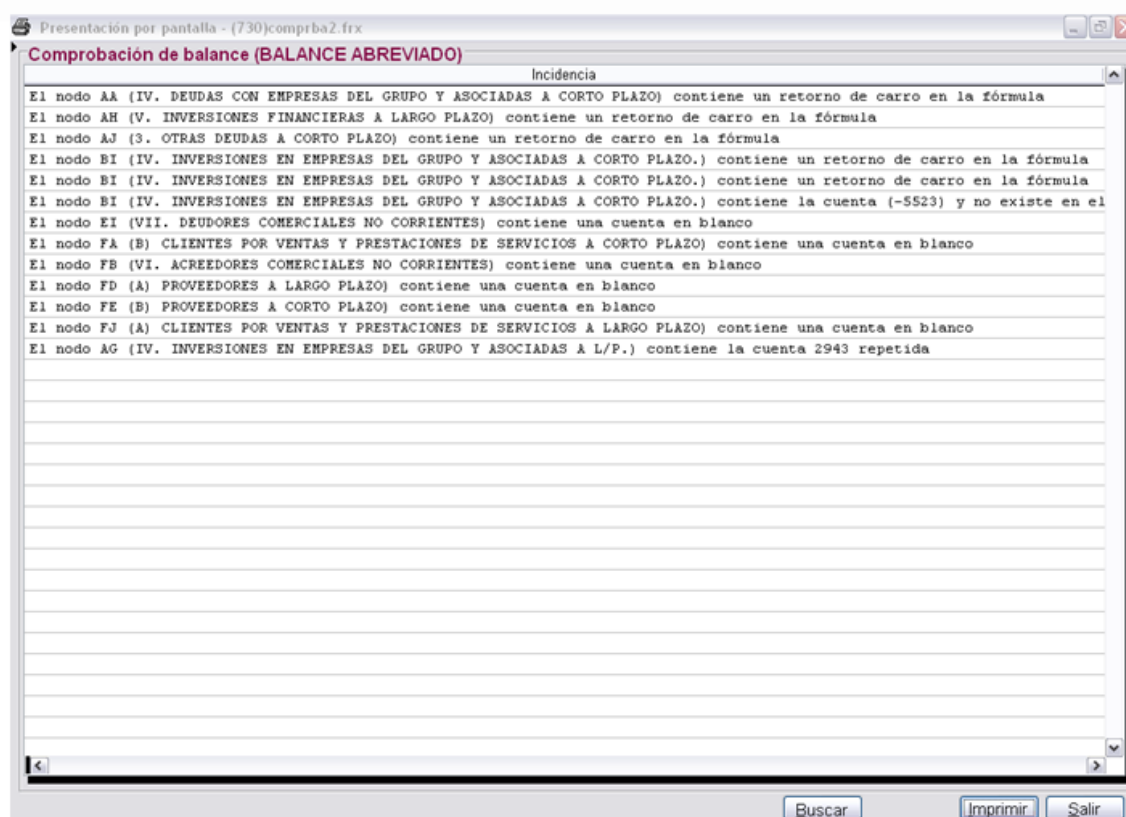 Presentación por pantalla - (730)comprba2.frx
Comprobación de balance (BALANCE ABREVIADO)
Incidencia
El nodo AA (IV. DEUDAS CON EMPRESAS DEL GRUPO Y ASOCIADAS A CORTO PLAZO) contiene un retorno de carro en la fórmula
El nodo AH (V. INVERSIONES FINANCIERAS A LARGO PLAZO) contiene un retorno de carro en la fórmula
El nodo AJ (3. OTRAS DEUDAS A CORTO PLAZO) contiene un retorno de carro en la fórmula
El nodo BI (IV. INVERSIONES EN EMPRESAS DEL GRUPO Y ASOCIADAS A CORTO PLAZO.) contiene un retorno de carro en la fórmula
El nodo BI (IV. INVERSIONES EN EMPRESAS DEL GRUPO Y ASOCIADAS A CORTO PLAZO.) contiene un retorno de carro en la fórmula
El nodo BI (IV. INVERSIONES EN EMPRESAS DEL GRUPO Y ASOCIADAS A CORTO PLAZO.) contiene la cuenta (-5523) y no existe en el
El nodo EI (VII. DEUDORES COMERCIALES NO CORRIENTES) contiene una cuenta en blanco
El nodo FA (B) CLIENTES POR VENTAS Y PRESTACIONES DE SERVICIOS A CORTO PLAZO) contiene una cuenta en blanco
El nodo FB (VI. ACREEDORES COMERCIALES NO CORRIENTES) contiene una cuenta en blanco
El nodo FD (A) PROVEEDORES A LARGO PLAZO) contiene una cuenta en blanco
El nodo FE (B) PROVEEDORES A CORTO PLAZO) contiene una cuenta en blanco
El nodo FJ (A) CLIENTES POR VENTAS Y PRESTACIONES DE SERVICIOS A LARGO PLAZO) contiene una cuenta en blanco
El nodo AG (IV. INVERSIONES EN EMPRESAS DEL GRUPO Y ASOCIADAS A L/P.) contiene la cuenta 2943 repetida
Buscar Imprimir Salir